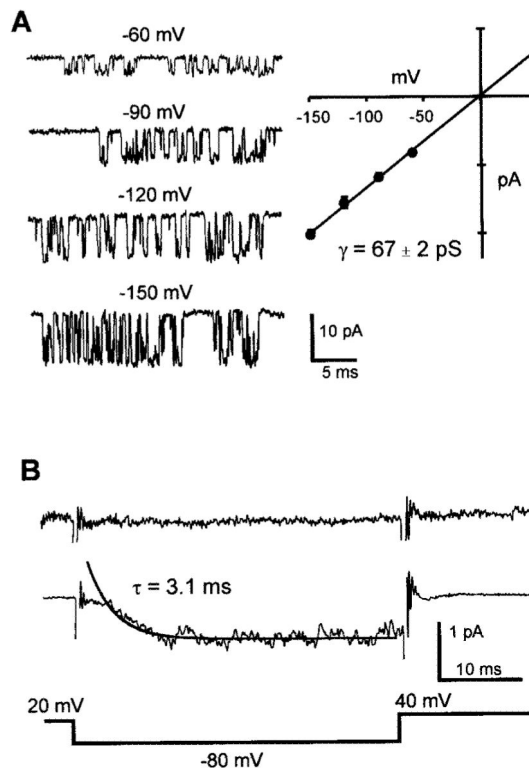 A
-60 mV
-90 mV
-120 mV
-150 mV
mV
-150 -100 -50
pA
γ = 67 ± 2 pS
10 pA
5 ms
B
τ = 3.1 ms
1 pA
10 ms
20 mV
40 mV
-80 mV